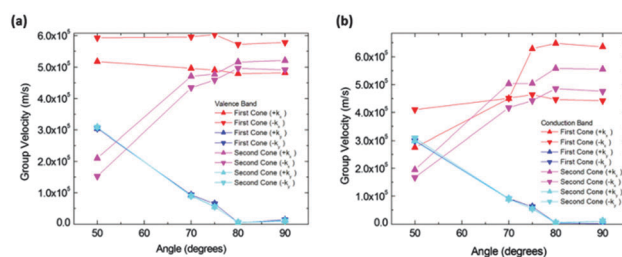 (a)
6.0x10⁵
5.0x10⁵
4.0x10⁵
3.0x10⁵
2.0x10⁵
1.0x10⁵
0.0
Group Velocity (m/s)
Valence Band
First Cone (+kₓ)
First Cone (-kₓ)
First Cone (+kᵧ)
First Cone (-kᵧ)
Second Cone (+kₓ)
Second Cone (-kₓ)
Second Cone (+kᵧ)
Second Cone (-kᵧ)
50 60 70 80 90
Angle (degrees)
(b)
6.0x10⁵
5.0x10⁵
4.0x10⁵
3.0x10⁵
2.0x10⁵
1.0x10⁵
0.0
Group Velocity (m/s)
Conduction Band
First Cone (+kₓ)
First Cone (-kₓ)
First Cone (+kᵧ)
First Cone (-kᵧ)
Second Cone (+kₓ)
Second Cone (-kₓ)
Second Cone (+kᵧ)
Second Cone (-kᵧ)
50 60 70 80 90
Angle (degrees)